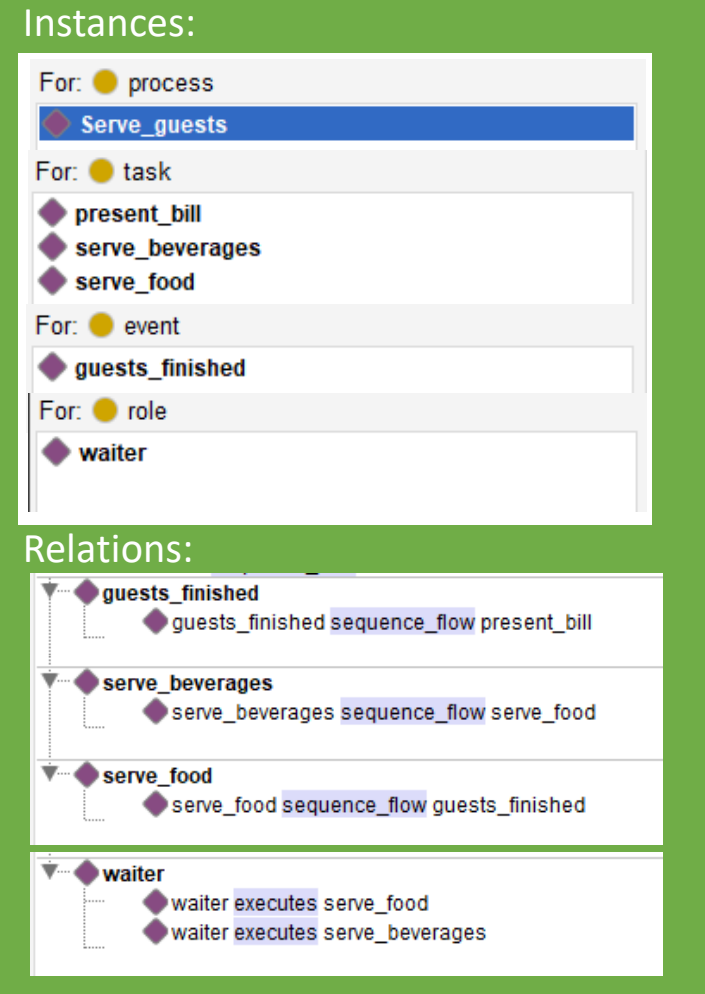 Instances:
For: process
Serve_guests
For: task
present_bill
serve_beverages
serve_food
For: event
guests_finished
For: role
waiter
Relations:
guests_finished
guests_finished sequence_flow present_bill
serve_beverages
serve_beverages sequence_flow serve_food
serve_food
serve_food sequence_flow guests_finished
waiter
waiter executes serve_food
waiter executes serve_beverages